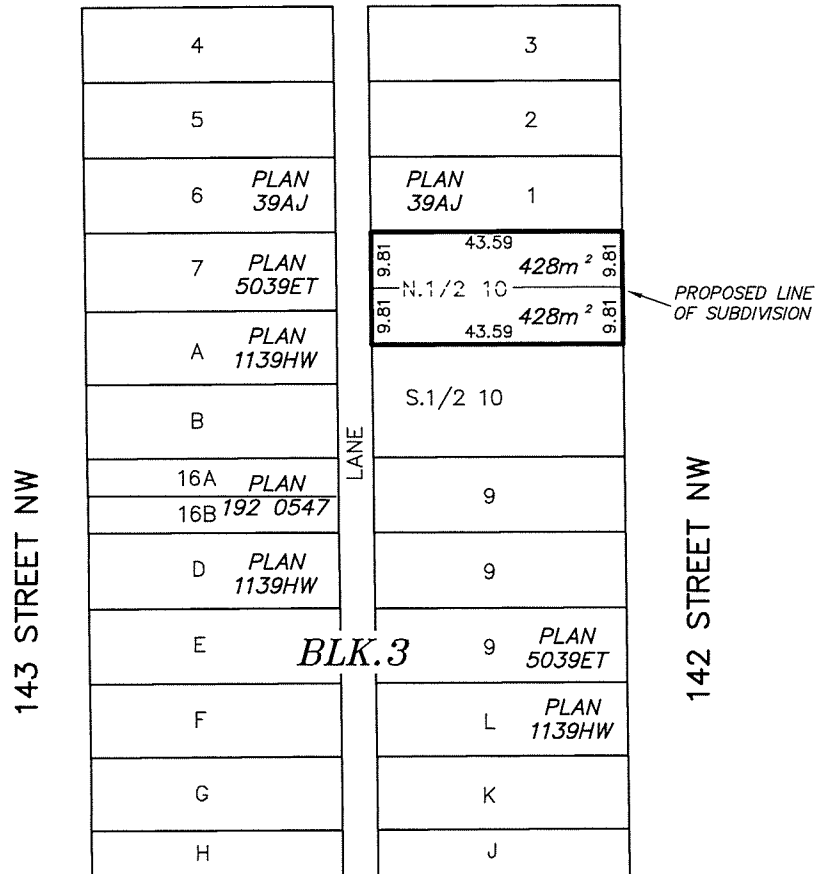 4
3
5
2
6
PLAN
39AJ
PLAN
39AJ
1
7
PLAN
5039ET
9.81
43.59
428m²
9.81
N.1/2 10
9.81
43.59
428m²
9.81
PROPOSED LINE
OF SUBDIVISION
A
PLAN
1139HW
B
S.1/2 10
LANE
16A
16B
PLAN
192 0547
9
D
PLAN
1139HW
9
E
BLK.3
9
PLAN
5039ET
F
L
PLAN
1139HW
G
K
H
J
143 STREET NW
142 STREET NW